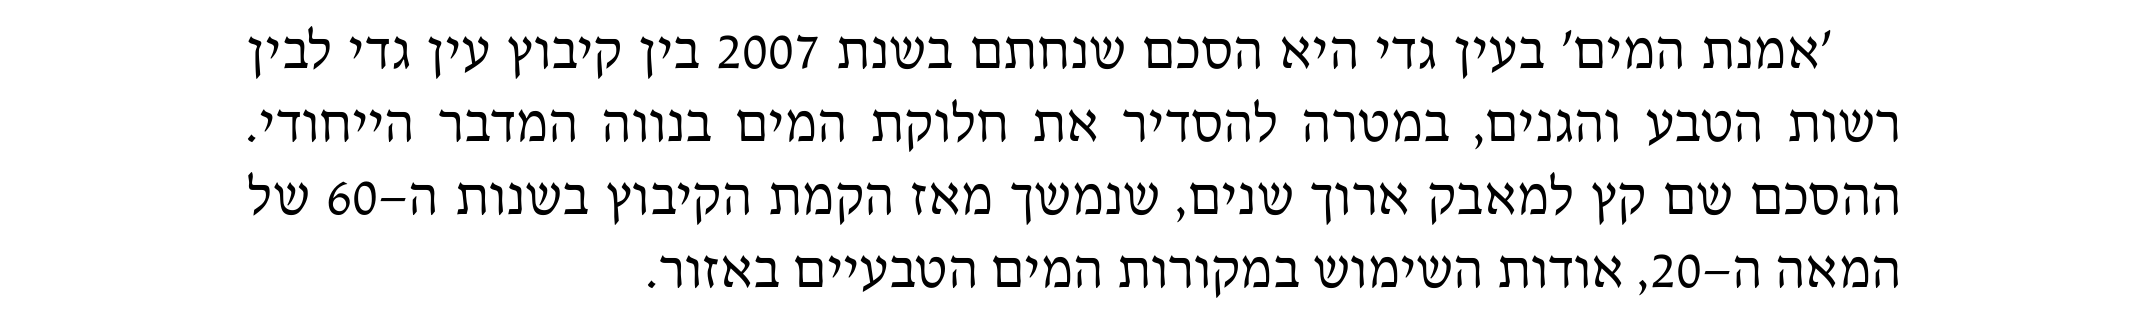 'אמנת המים' בעין גדי היא הסכם שנחתם בשנת 2007 בין קיבוץ עין גדי לבין
רשות הטבע והגנים, במטרה להסדיר את חלוקת המים בנווה המדבר הייחודי.
ההסכם שם קץ למאבק ארוך שנים, שנמשך מאז הקמת הקיבוץ בשנות ה–60 של
המאה ה–20, אודות השימוש במקורות המים הטבעיים באזור.